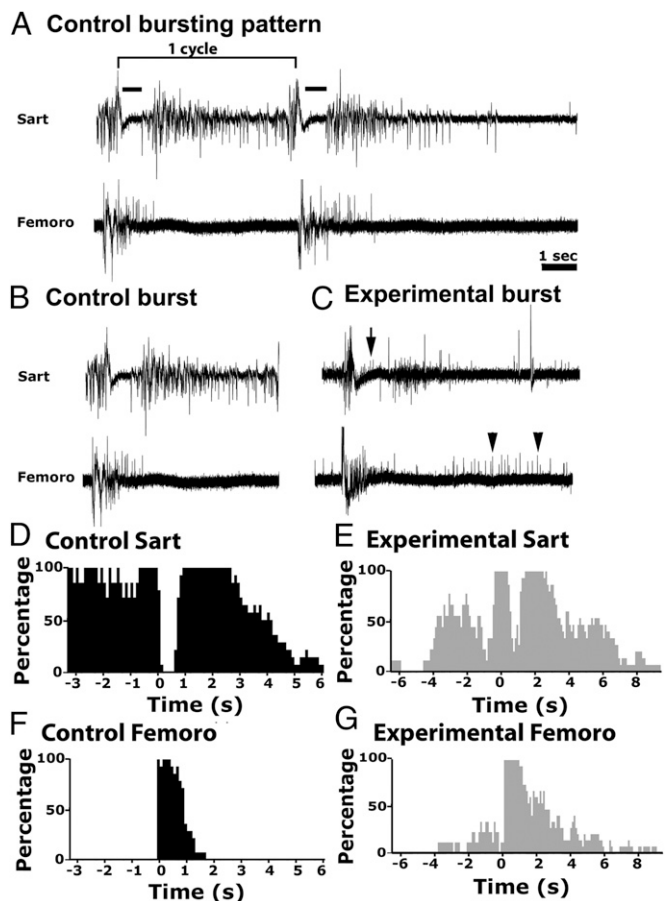 A Control bursting pattern
1 cycle
Sart
Femoro
1 sec
B Control burst
C Experimental burst
Sart
Femoro
D Control Sart
E Experimental Sart
Percentage
100
50
0
-3 -2 -1 0 1 2 3 4 5 6
Time (s)
Percentage
100
50
0
-6 -4 -2 0 2 4 6 8
Time (s)
F Control Femoro
G Experimental Femoro
Percentage
100
50
0
-3 -2 -1 0 1 2 3 4 5 6
Time (s)
Percentage
100
50
0
-6 -4 -2 0 2 4 6 8
Time (s)